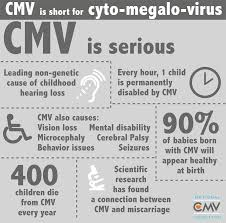 CMV is short for cyto-megalo-virus
CMV is serious
Leading non-genetic
cause of childhood
hearing loss
Every hour, 1 child
is permanently
disabled by CMV
CMV also causes:
Vision loss Mental disability
Microcephaly Cerebral Palsy
Behavior issues Seizures
90%
of babies born
with CMV will
appear healthy
at birth
400
children die
from CMV
every year
Scientific
research has
found a
connection between
CMV and miscarriage
NATIONAL
CMV